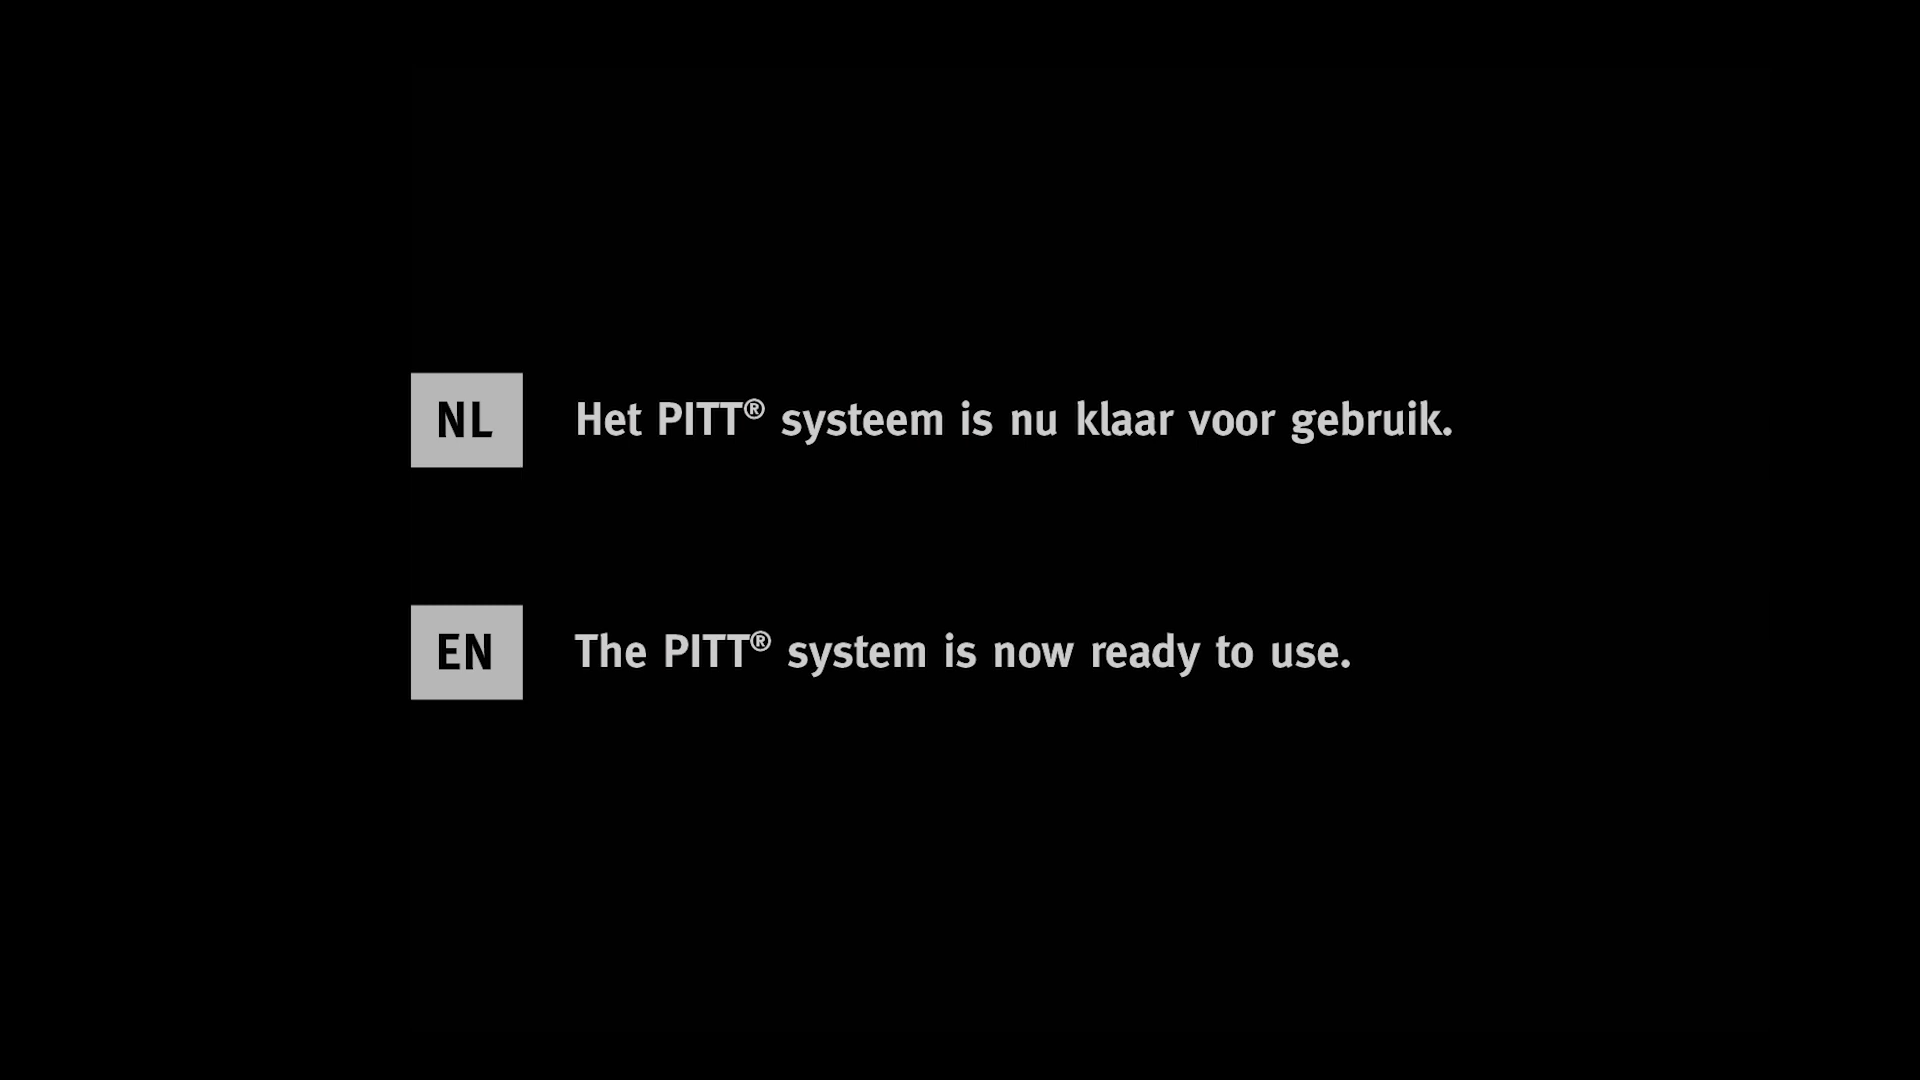 NL Het PITT® systeem is nu klaar voor gebruik.
EN The PITT® system is now ready to use.